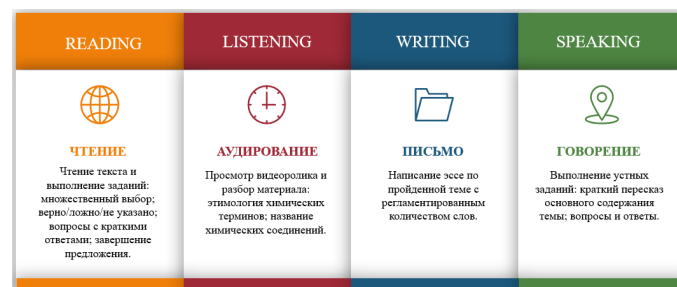 READING
LISTENING
WRITING
SPEAKING
ЧТЕНИЕ
Чтение текста и
выполнение заданий:
множественный выбор;
верно/ложно/не указано;
вопросы с краткими
ответами; завершение
предложения.
АУДИРОВАНИЕ
Просмотр видеоролика и
разбор материала:
этимология химических
терминов; название
химических соединений.
ПИСЬМО
Написание эссе по
пройденной теме с
регламентированным
количеством слов.
ГОВОРЕНИЕ
Выполнение устных
заданий: краткий пересказ
основного содержания
темы; вопросы и ответы.